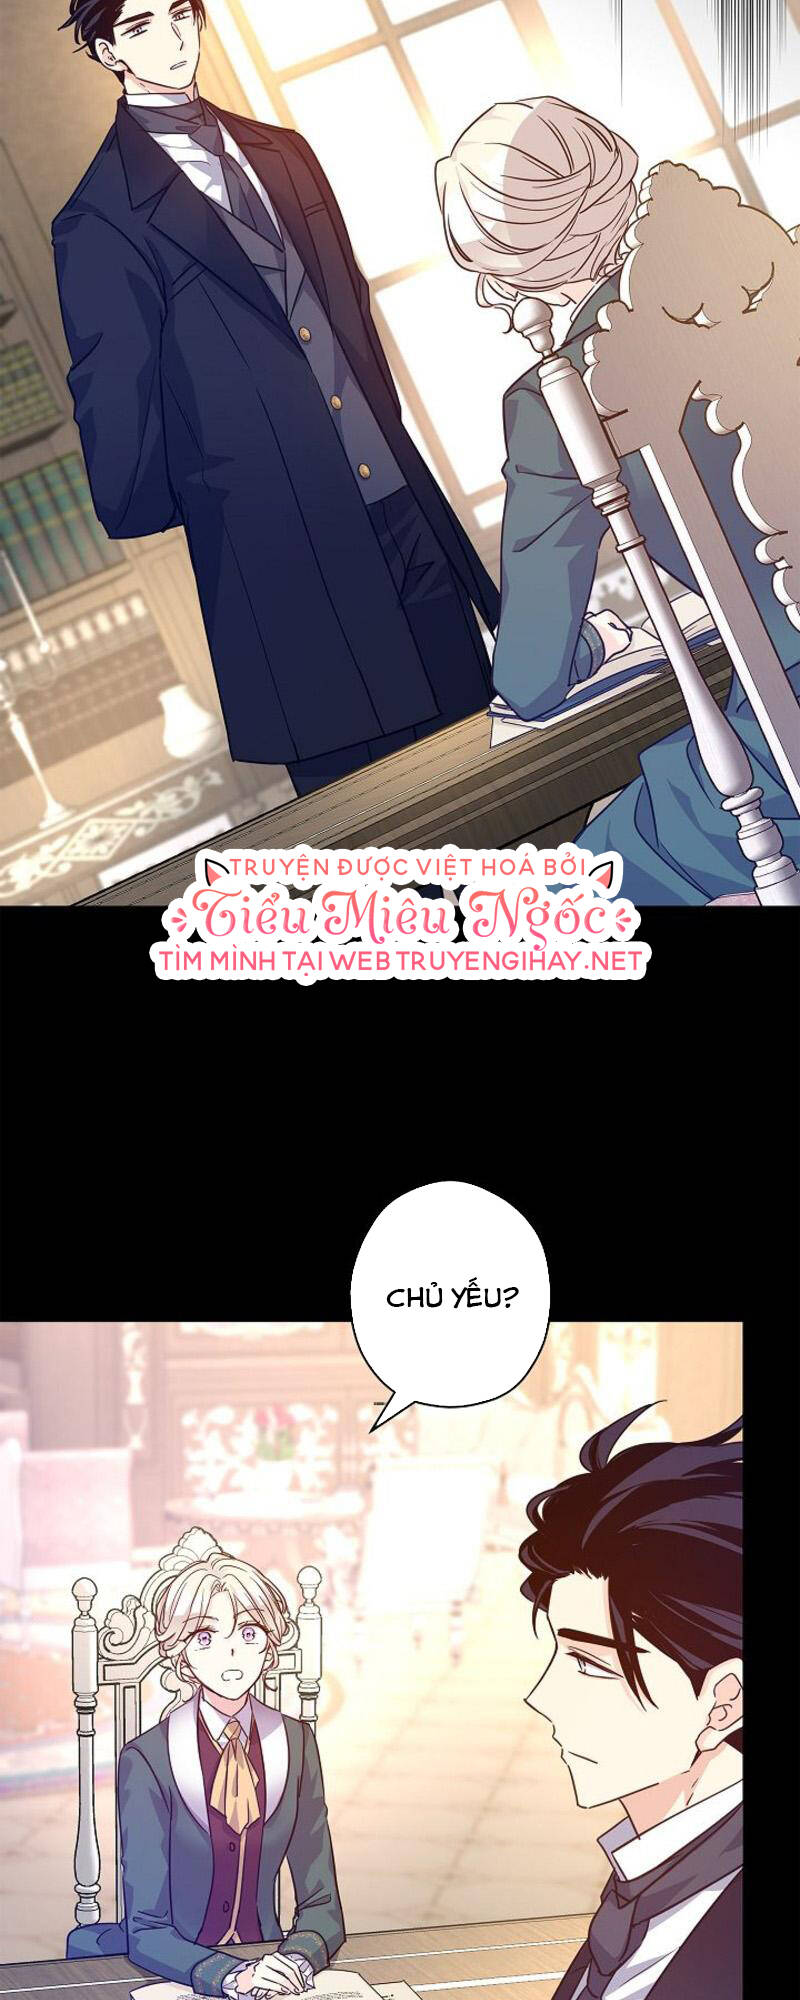 TRUYỆN ĐƯỢC VIỆT HOÁ BỞI
Tiểu Miêu Ngốc
TÌM MÌNH TẠI WEB TRUYENGIHAY.NET
CHỦ YẾU?